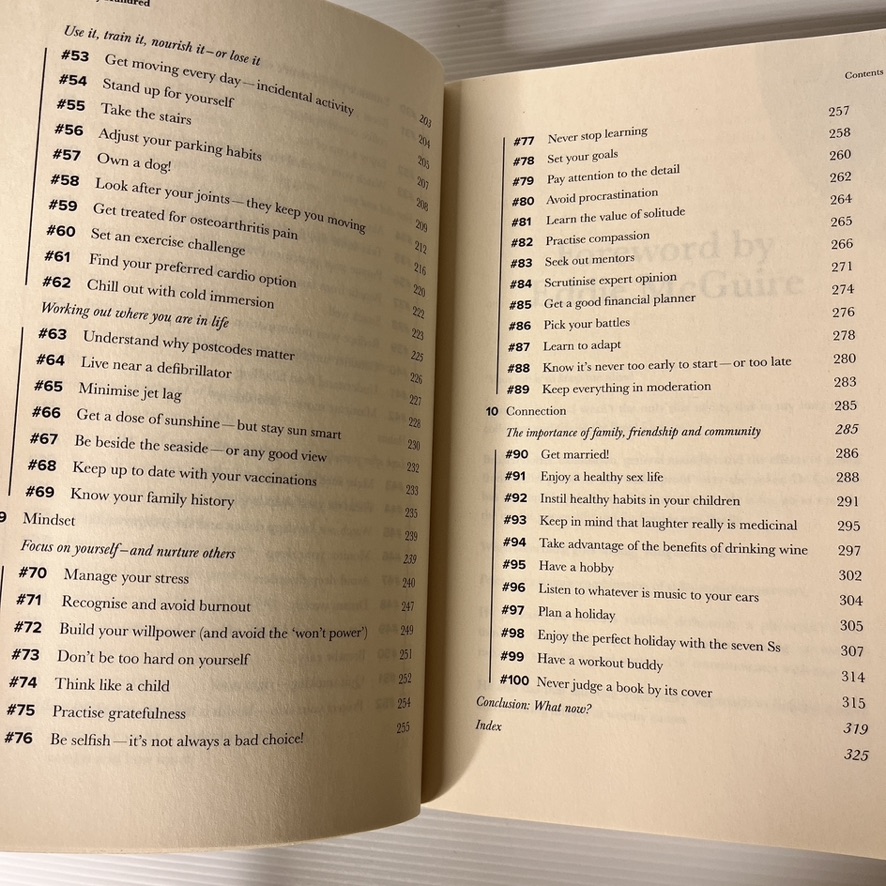 Use it, train it, nourish it–or lose it 203
#53 Get moving every day—incidental activity 204
#54 Stand up for yourself 205
#55 Take the stairs 207
#56 Adjust your parking habits 208
#57 Own a dog! 209
#58 Look after your joints—they keep you moving 212
#59 Get treated for osteoarthritis pain 216
#60 Set an exercise challenge 220
#61 Find your preferred cardio option 222
#62 Chill out with cold immersion 223
Working out where you are in life 225
#63 Understand why postcodes matter 226
#64 Live near a defibrillator 227
#65 Minimise jet lag 228
#66 Get a dose of sunshine—but stay sun smart 230
#67 Be beside the seaside—or any good view 232
#68 Keep up to date with your vaccinations 233
#69 Know your family history 235
9 Mindset 239
Focus on yourself–and nurture others 239
#70 Manage your stress 240
#71 Recognise and avoid burnout 247
#72 Build your willpower (and avoid the ‘won’t power’) 249
#73 Don’t be too hard on yourself 251
#74 Think like a child 252
#75 Practise gratefulness 254
#76 Be selfish—it’s not always a bad choice! 255
Contents
#77 Never stop learning 257
#78 Set your goals 258
#79 Pay attention to the detail 260
#80 Avoid procrastination 262
#81 Learn the value of solitude 264
#82 Practise compassion 265
#83 Seek out mentors 266
#84 Scrutinise expert opinion 271
#85 Get a good financial planner 274
#86 Pick your battles 276
#87 Learn to adapt 278
#88 Know it’s never too early to start—or too late 280
#89 Keep everything in moderation 283
10 Connection 285
The importance of family, friendship and community 285
#90 Get married! 286
#91 Enjoy a healthy sex life 288
#92 Instil healthy habits in your children 291
#93 Keep in mind that laughter really is medicinal 295
#94 Take advantage of the benefits of drinking wine 297
#95 Have a hobby 302
#96 Listen to whatever is music to your ears 304
#97 Plan a holiday 305
#98 Enjoy the perfect holiday with the seven Ss 307
#99 Have a workout buddy 314
#100 Never judge a book by its cover 315
Conclusion: What now? 319
Index 325